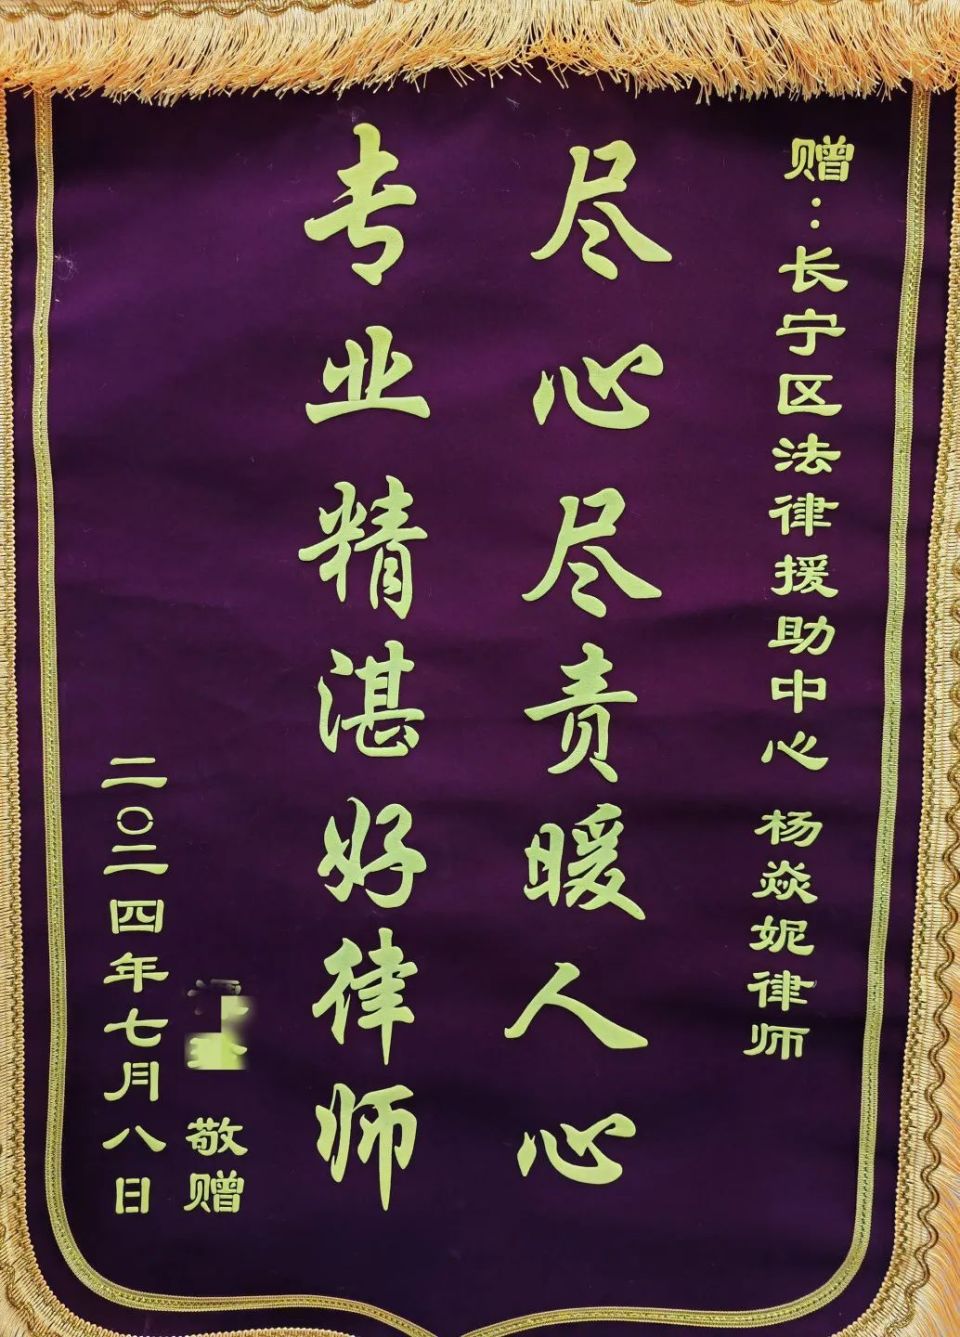 赠：长宁区法律援助中心 杨焱妮律师
尽心尽责暖人心
专业精湛好律师
敬赠
二〇二四年七月八日